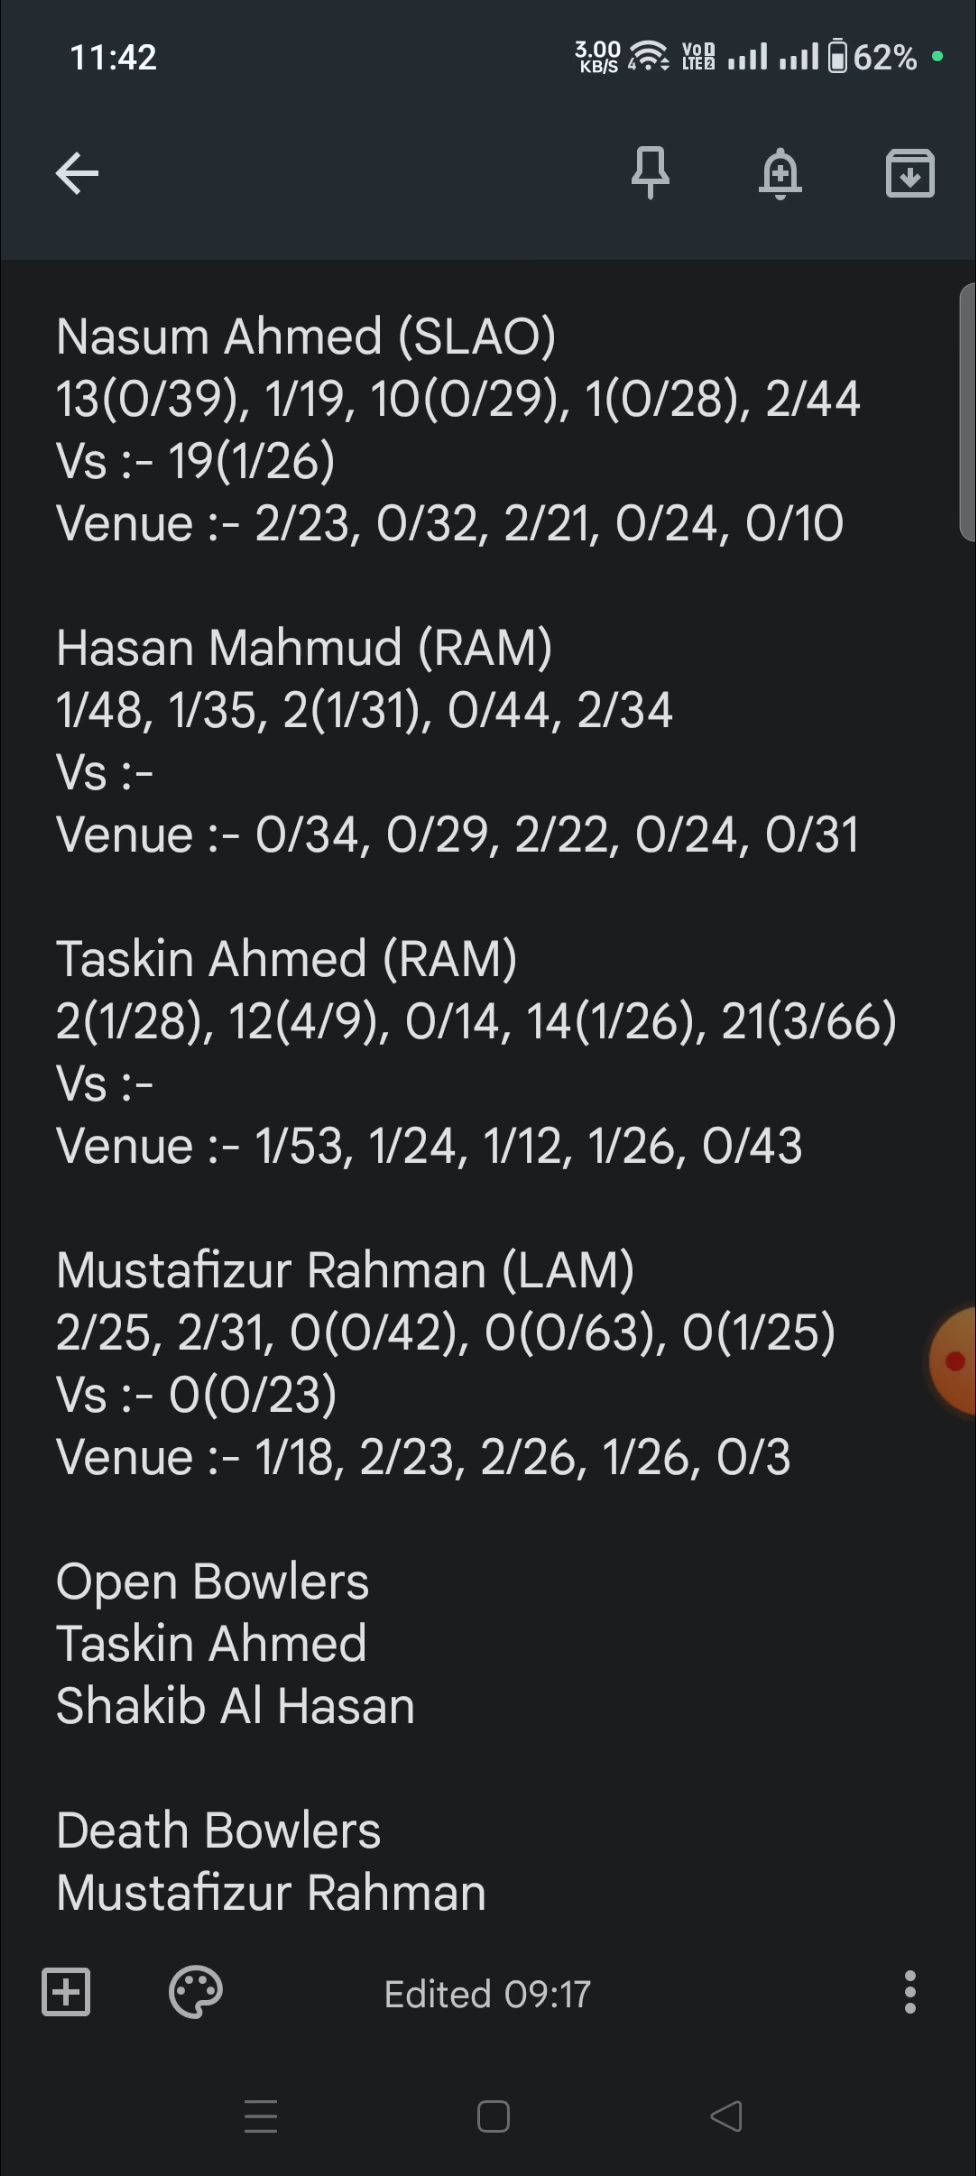 11:42
3.00 KB/S 4 VoD LTE2 62%
Nasum Ahmed (SLAO)
13(0/39), 1/19, 10(0/29), 1(0/28), 2/44
Vs :- 19(1/26)
Venue :- 2/23, 0/32, 2/21, 0/24, 0/10
Hasan Mahmud (RAM)
1/48, 1/35, 2(1/31), 0/44, 2/34
Vs :-
Venue :- 0/34, 0/29, 2/22, 0/24, 0/31
Taskin Ahmed (RAM)
2(1/28), 12(4/9), 0/14, 14(1/26), 21(3/66)
Vs :-
Venue :- 1/53, 1/24, 1/12, 1/26, 0/43
Mustafizur Rahman (LAM)
2/25, 2/31, 0(0/42), 0(0/63), 0(1/25)
Vs :- 0(0/23)
Venue :- 1/18, 2/23, 2/26, 1/26, 0/3
Open Bowlers
Taskin Ahmed
Shakib Al Hasan
Death Bowlers
Mustafizur Rahman
Edited 09:17